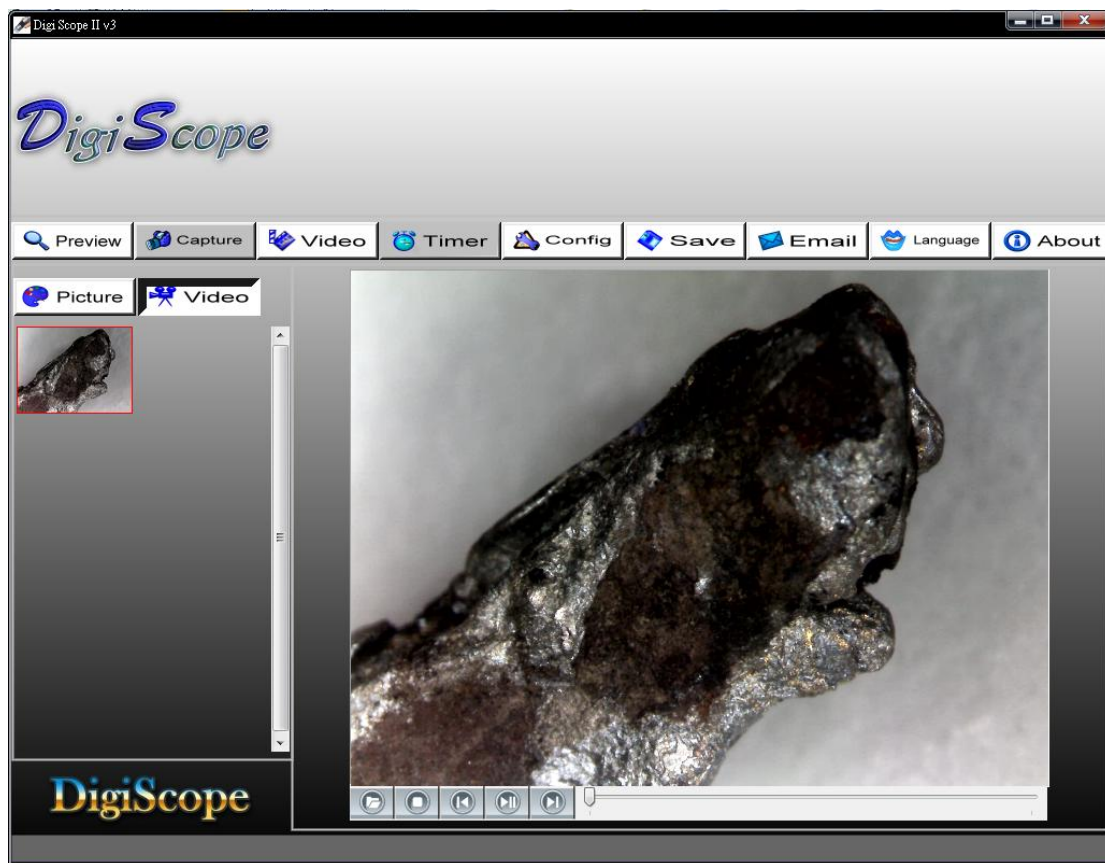 Digi Scope II v3
DigiScope
Preview Capture Video Timer Config Save Email Language About
Picture Video
DigiScope